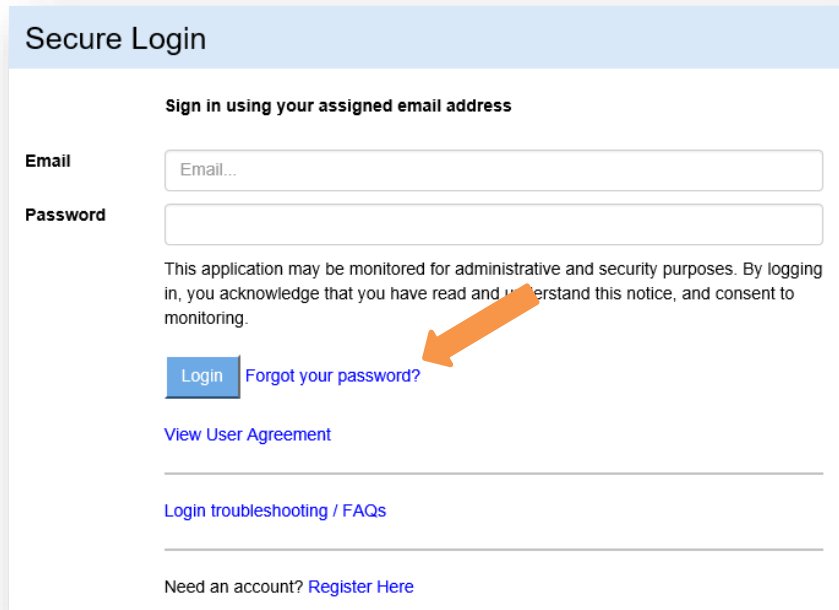 Secure Login
Sign in using your assigned email address
Email
Email...
Password
This application may be monitored for administrative and security purposes. By logging
in, you acknowledge that you have read and understand this notice, and consent to
monitoring.
Login Forgot your password?
View User Agreement
Login troubleshooting / FAQs
Need an account? Register Here